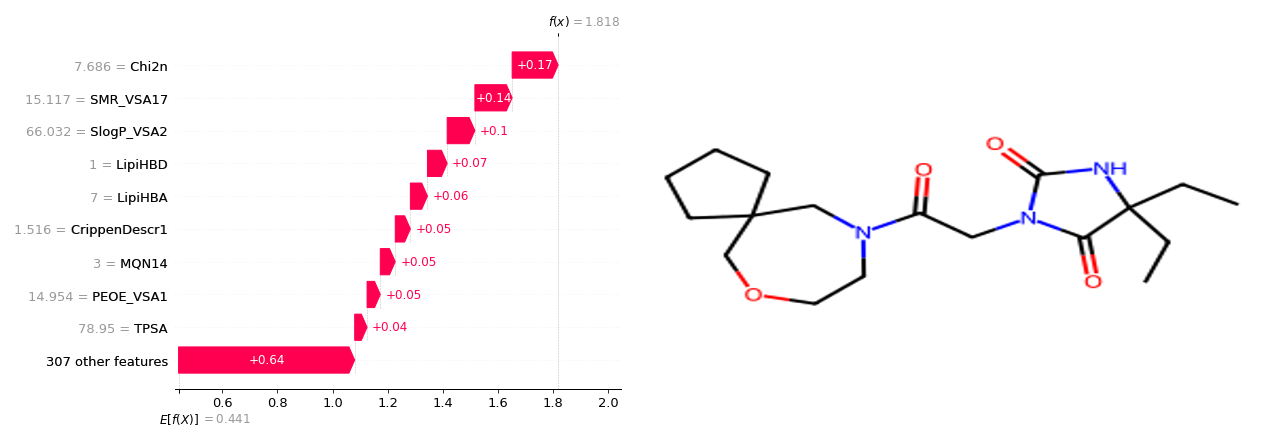 f(x) = 1.818
7.686 = Chi2n
+0.17
15.117 = SMR_VSA17
+0.14
66.032 = SlogP_VSA2
+0.1
1 = LipiHBD
+0.07
7 = LipiHBA
+0.06
1.516 = CrippenDescr1
+0.05
3 = MQN14
+0.05
14.954 = PEOE_VSA1
+0.05
78.95 = TPSA
+0.04
307 other features
+0.64
0.6 0.8 1.0 1.2 1.4 1.6 1.8 2.0
E[f(X)] = 0.441
O
O
NH
N
N
O
O